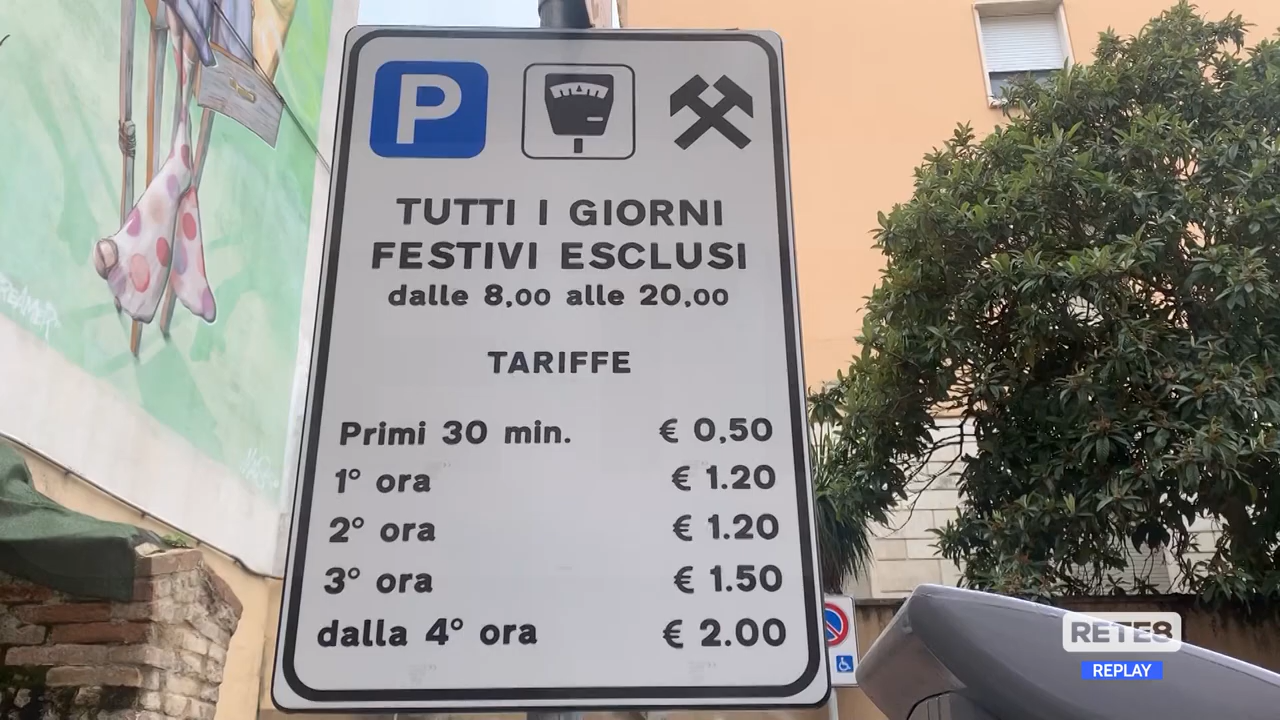 P
TUTTI I GIORNI
FESTIVI ESCLUSI
dalle 8,00 alle 20,00
TARIFFE
Primi 30 min. € 0,50
1° ora € 1.20
2° ora € 1.20
3° ora € 1.50
dalla 4° ora € 2.00
RETE8
REPLAY